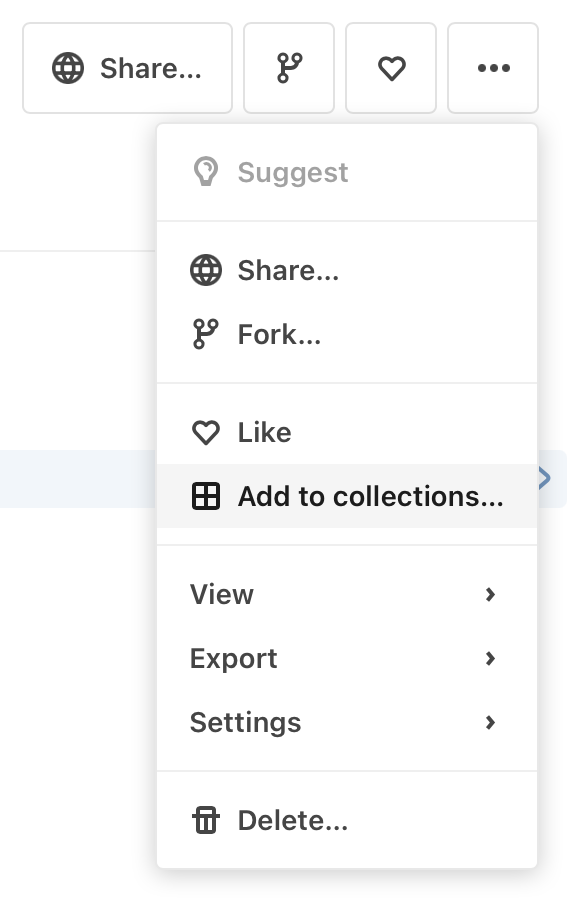 Share...
Suggest
Share...
Fork...
Like
Add to collections...
View
Export
Settings
Delete...